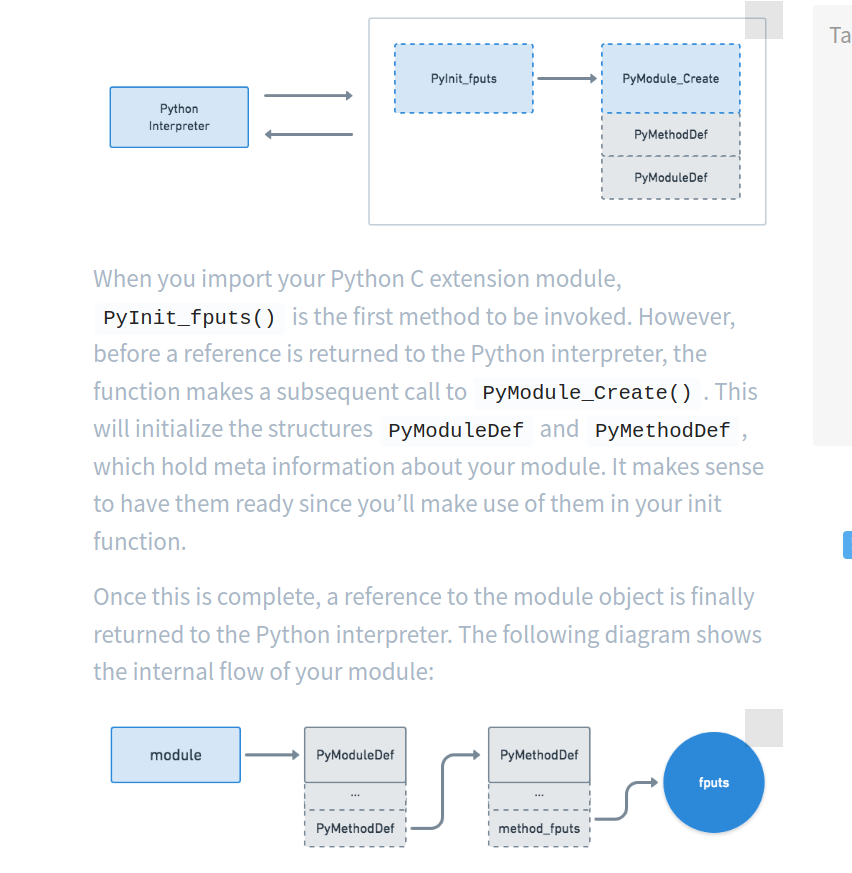 Ta
Python
Interpreter
PyInit_fputs
PyModule_Create
PyMethodDef
PyModuleDef
When you import your Python C extension module,
PyInit_fputs() is the first method to be invoked. However,
before a reference is returned to the Python interpreter, the
function makes a subsequent call to PyModule_Create() . This
will initialize the structures PyModuleDef and PyMethodDef ,
which hold meta information about your module. It makes sense
to have them ready since you’ll make use of them in your init
function.
Once this is complete, a reference to the module object is finally
returned to the Python interpreter. The following diagram shows
the internal flow of your module:
module
PyModuleDef
...
PyMethodDef
PyMethodDef
...
method_fputs
fputs